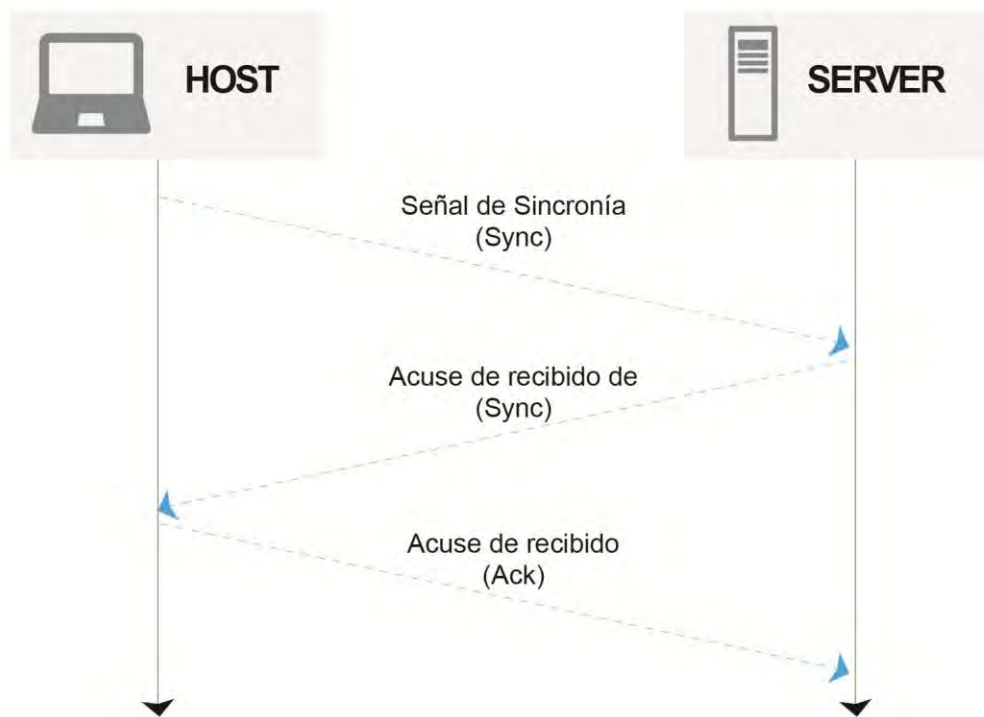 HOST
SERVER
Señal de Sincronía
(Sync)
Acuse de recibido de
(Sync)
Acuse de recibido
(Ack)